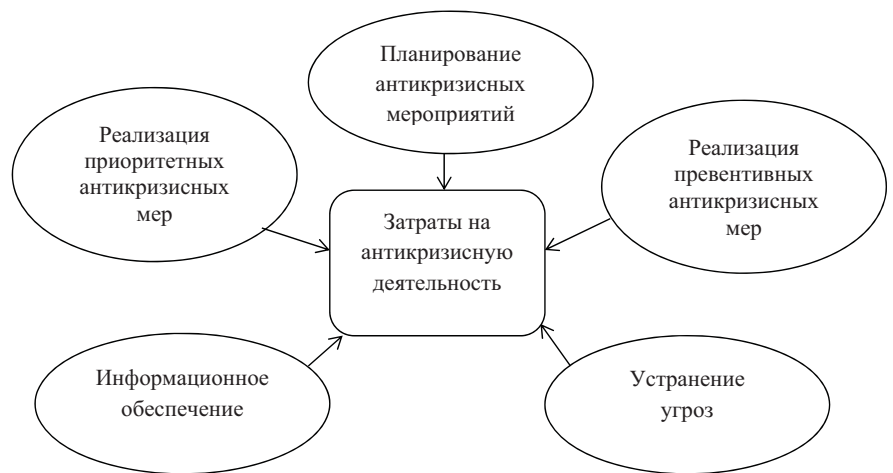 Планирование
антикризисных
мероприятий
Реализация
приоритетных
антикризисных
мер
Реализация
превентивных
антикризисных
мер
Затраты на
антикризисную
деятельность
Информационное
обеспечение
Устранение
угроз